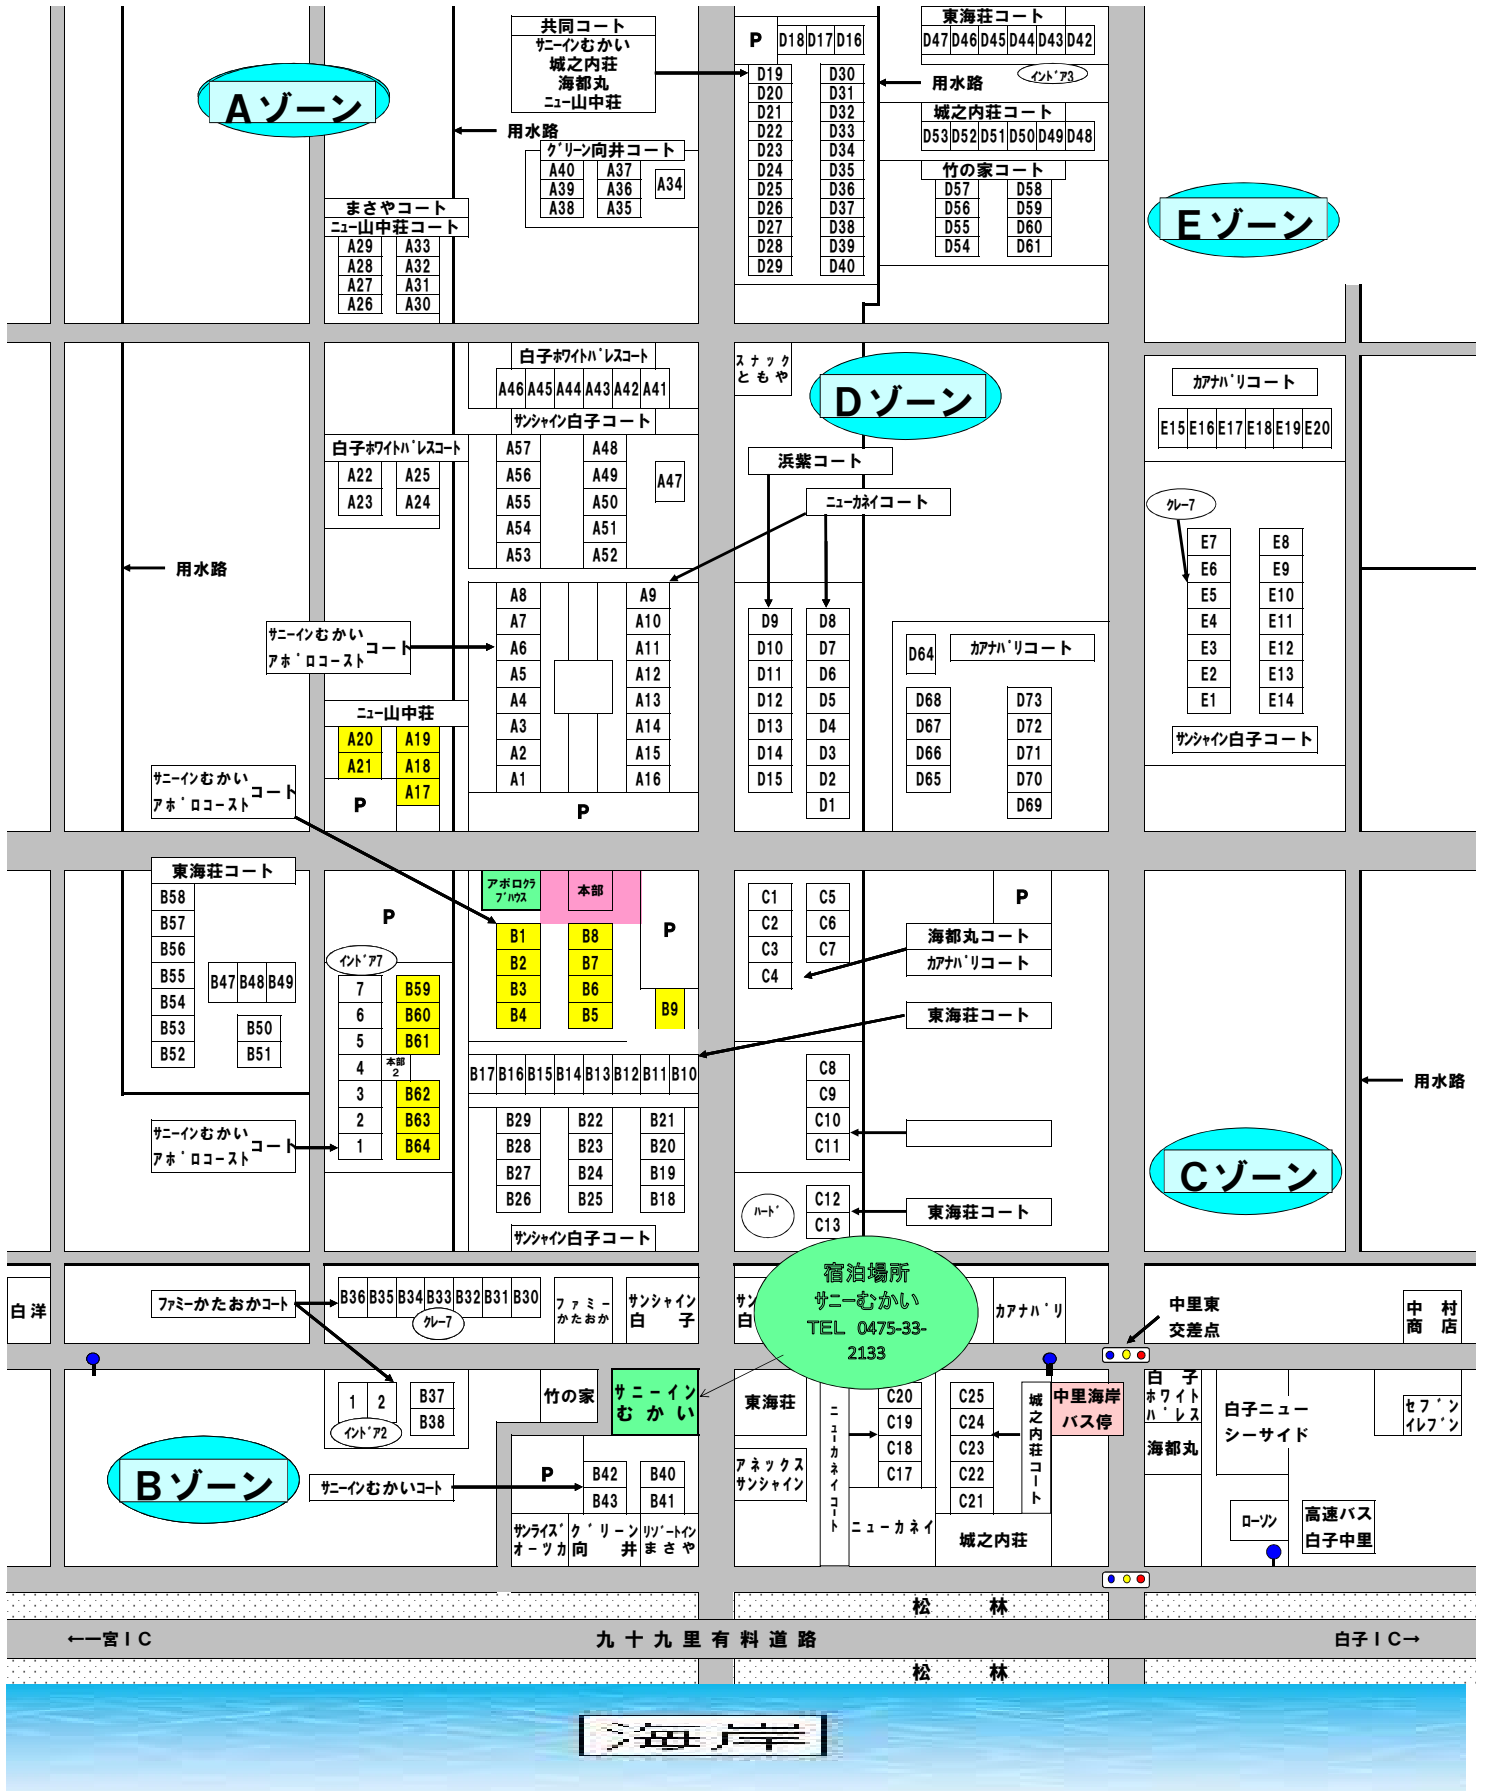 共同コート
サニーインむかい
城之内荘
海都丸
ニュー山中荘
P
D18 D17 D16
東海荘コート
D47 D46 D45 D44 D43 D42
インドア3
用水路
Aゾーン
用水路
D19 D30
D20 D31
D21 D32
D22 D33
D23 D34
D24 D35
D25 D36
D26 D37
D27 D38
D28 D39
D29 D40
城之内荘コート
D53 D52 D51 D50 D49 D48
グリーン向井コート
A40 A37 A34
A39 A36
A38 A35
竹の家コート
D57 D58
D56 D59
D55 D60
D54 D61
Eゾーン
まさやコート
ニュー山中荘コート
A29 A33
A28 A32
A27 A31
A26 A30
白子ホワイトパレスコート
A46 A45 A44 A43 A42 A41
サンシャイン白子コート
スナック
ともや
Dゾーン
カアナパリコート
E15 E16 E17 E18 E19 E20
白子ホワイトパレスコート
A22 A25
A23 A24
A57 A48
A56 A49 A47
A55 A50
A54 A51
A53 A52
浜紫コート
ニューカネイコート
クレー7
E7 E8
E6 E9
E5 E10
E4 E11
E3 E12
E2 E13
E1 E14
サンシャイン白子コート
用水路
サニーインむかい
アポロコースト
コート
A8 A9
A7 A10
A6 A11
A5 A12
A4 A13
A3 A14
A2 A15
A1 A16
P
D9 D8
D10 D7
D11 D6
D12 D5
D13 D4
D14 D3
D15 D2
D1
D64
カアナパリコート
D68 D73
D67 D72
D66 D71
D65 D70
D69
ニュー山中荘
A20 A19
A21 A18
P A17
サニーインむかい
アポロコースト
コート
東海荘コート
B58
B57
B56
B55
B54
B53
B52
B47 B48 B49
B50
B51
P
インドア7
7 B59
6 B60
5 B61
4 本部2
3 B62
2 B63
1 B64
アポロクラ
ブハウス
本部
P
B1 B8
B2 B7
B3 B6
B4 B5
B9
B17 B16 B15 B14 B13 B12 B11 B10
B29 B22 B21
B28 B23 B20
B27 B24 B19
B26 B25 B18
サンシャイン白子コート
サニーインむかい
アポロコースト
コート
C1 C5
C2 C6
C3 C7
C4
P
海都丸コート
カアナパリコート
東海荘コート
C8
C9
C10
C11
ハード
C12
C13
東海荘コート
用水路
Cゾーン
白洋
ファミーかたおかコート
B36 B35 B34 B33 B32 B31 B30
クレー7
ファミー
かたおか
サンシャイン
白 子
サン
白
宿泊場所
サニーむかい
TEL 0475-33-
2133
カアナパリ
中里東
交差点
中 村
商 店
1 2
インドア2
B37
B38
竹の家
サニーイン
むかい
東海荘
アネックス
サンシャイン
ニューカネイコート
C20
C19
C18
C17
C25
C24
C23
C22
C21
城之内荘コート
中里海岸
バス停
白 子
ホワイト
パレス
海都丸
白子ニュー
シーサイド
セブン
イレブン
Bゾーン
サニーインむかいコート
P
B42 B40
B43 B41
サンライズ
オーツカ
グリーン
向 井
リゾートイン
まさや
ニューカネイ
城之内荘
ローソン
高速バス
白子中里
松 林
←一宮IC
九十九里有料道路
白子IC→
松 林
海岸